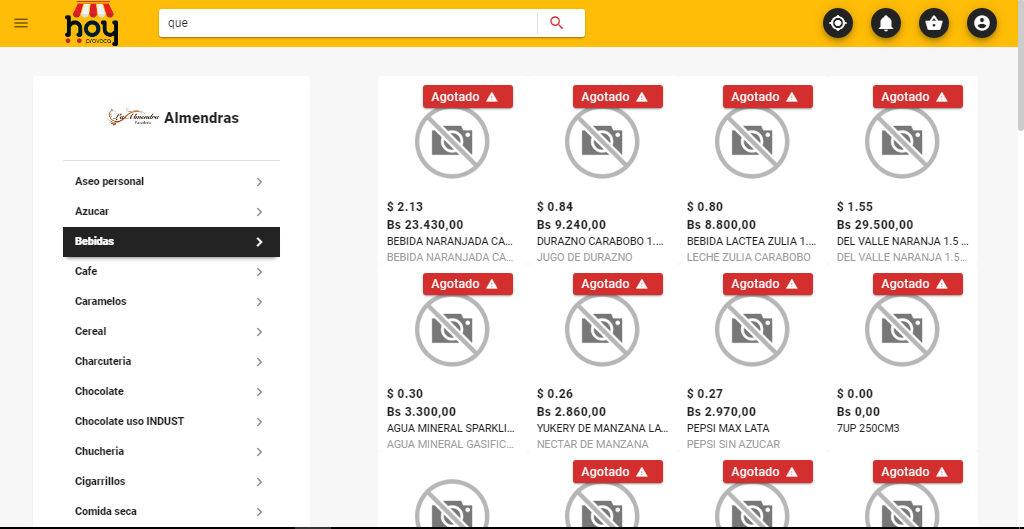 hoy
provoca
que
La Almendra
Almendras
Aseo personal
Azucar
Bebidas
Cafe
Caramelos
Cereal
Charcuteria
Chocolate
Chocolate uso INDUST
Chucheria
Cigarrillos
Comida seca
Agotado
Agotado
Agotado
Agotado
$ 2.13
Bs 23.430,00
BEBIDA NARANJADA CA...
BEBIDA NARANJADA CA...
$ 0.84
Bs 9.240,00
DURAZNO CARABOBO 1....
JUGO DE DURAZNO
$ 0.80
Bs 8.800,00
BEBIDA LACTEA ZULIA 1....
LECHE ZULIA CARABOBO
$ 1.55
Bs 29.500,00
DEL VALLE NARANJA 1.5 ...
DEL VALLE NARANJA 1.5...
Agotado
Agotado
Agotado
Agotado
$ 0.30
Bs 3.300,00
AGUA MINERAL SPARKLI...
AGUA MINERAL GASIFIC...
$ 0.26
Bs 2.860,00
YUKERY DE MANZANA LA...
NECTAR DE MANZANA
$ 0.27
Bs 2.970,00
PEPSI MAX LATA
PEPSI SIN AZUCAR
$ 0.00
Bs 0,00
7UP 250CM3
Agotado
Agotado
Agotado